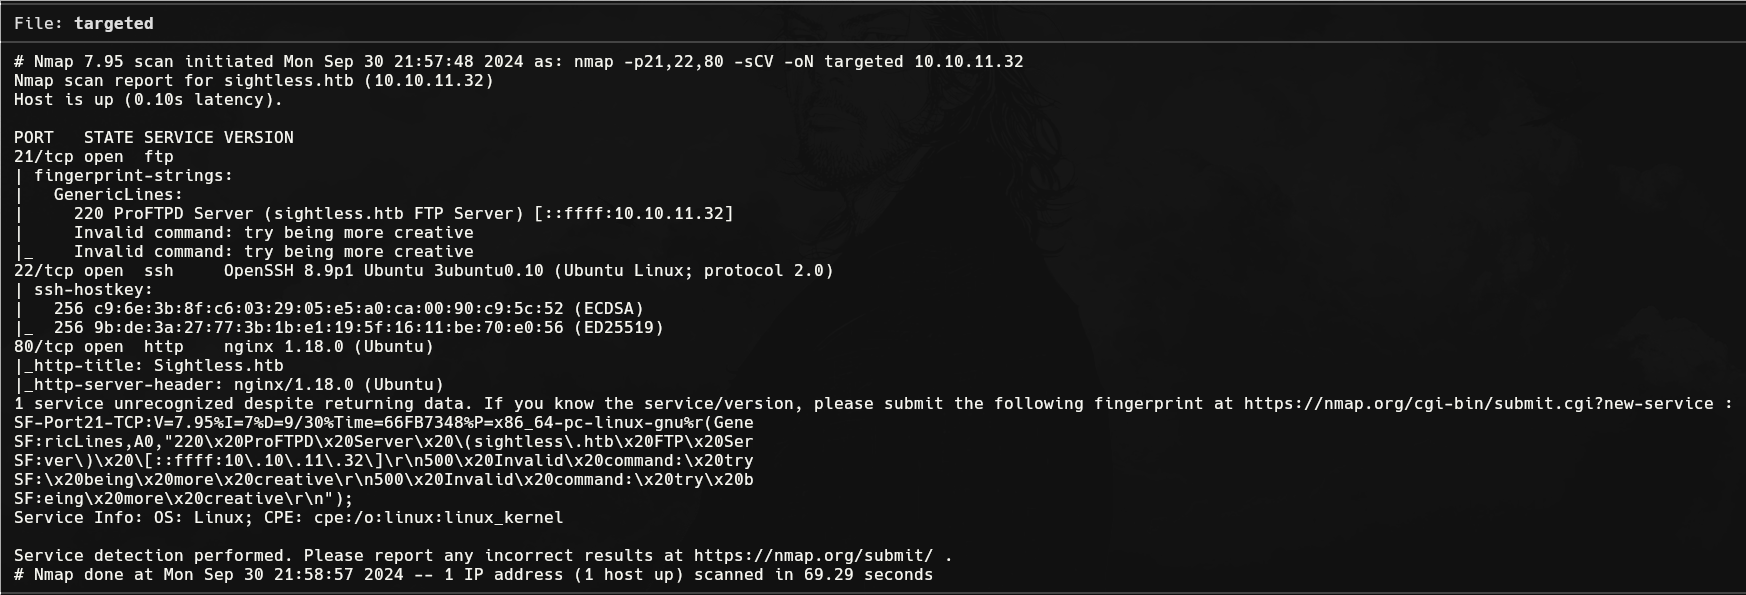 File: targeted
# Nmap 7.95 scan initiated Mon Sep 30 21:57:48 2024 as: nmap -p21,22,80 -sCV -oN targeted 10.10.11.32
Nmap scan report for sightless.htb (10.10.11.32)
Host is up (0.10s latency).
PORT   STATE SERVICE VERSION
21/tcp open  ftp
| fingerprint-strings:
|   GenericLines:
|     220 ProFTPD Server (sightless.htb FTP Server) [::ffff:10.10.11.32]
|     Invalid command: try being more creative
|_    Invalid command: try being more creative
22/tcp open  ssh     OpenSSH 8.9p1 Ubuntu 3ubuntu0.10 (Ubuntu Linux; protocol 2.0)
| ssh-hostkey:
|   256 c9:6e:3b:8f:c6:03:29:05:e5:a0:ca:00:90:c9:5c:52 (ECDSA)
|_  256 9b:de:3a:27:77:3b:1b:e1:19:5f:16:11:be:70:e0:56 (ED25519)
80/tcp open  http    nginx 1.18.0 (Ubuntu)
|_http-title: Sightless.htb
|_http-server-header: nginx/1.18.0 (Ubuntu)
1 service unrecognized despite returning data. If you know the service/version, please submit the following fingerprint at https://nmap.org/cgi-bin/submit.cgi?new-service :
SF-Port21-TCP:V=7.95%I=7%D=9/30%Time=66FB7348%P=x86_64-pc-linux-gnu%r(Gene
SF:ricLines,A0,"220\x20ProFTPD\x20Server\x20\(sightless\.htb\x20FTP\x20Ser
SF:ver\)\x20\[::ffff:10\.10\.11\.32\]\r\n500\x20Invalid\x20command:\x20try
SF:\x20being\x20more\x20creative\r\n500\x20Invalid\x20command:\x20try\x20b
SF:eing\x20more\x20creative\r\n");
Service Info: OS: Linux; CPE: cpe:/o:linux:linux_kernel
Service detection performed. Please report any incorrect results at https://nmap.org/submit/ .
# Nmap done at Mon Sep 30 21:58:57 2024 -- 1 IP address (1 host up) scanned in 69.29 seconds